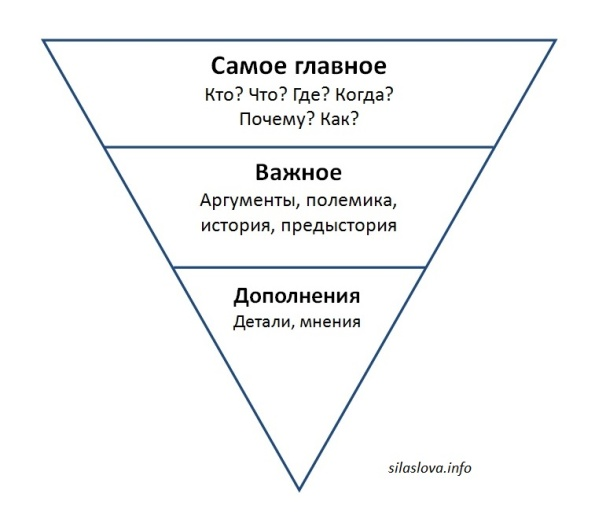 Самое главное
Кто? Что? Где? Когда?
Почему? Как?
Важное
Аргументы, полемика,
история, предыстория
Дополнения
Детали, мнения
silaslova.info